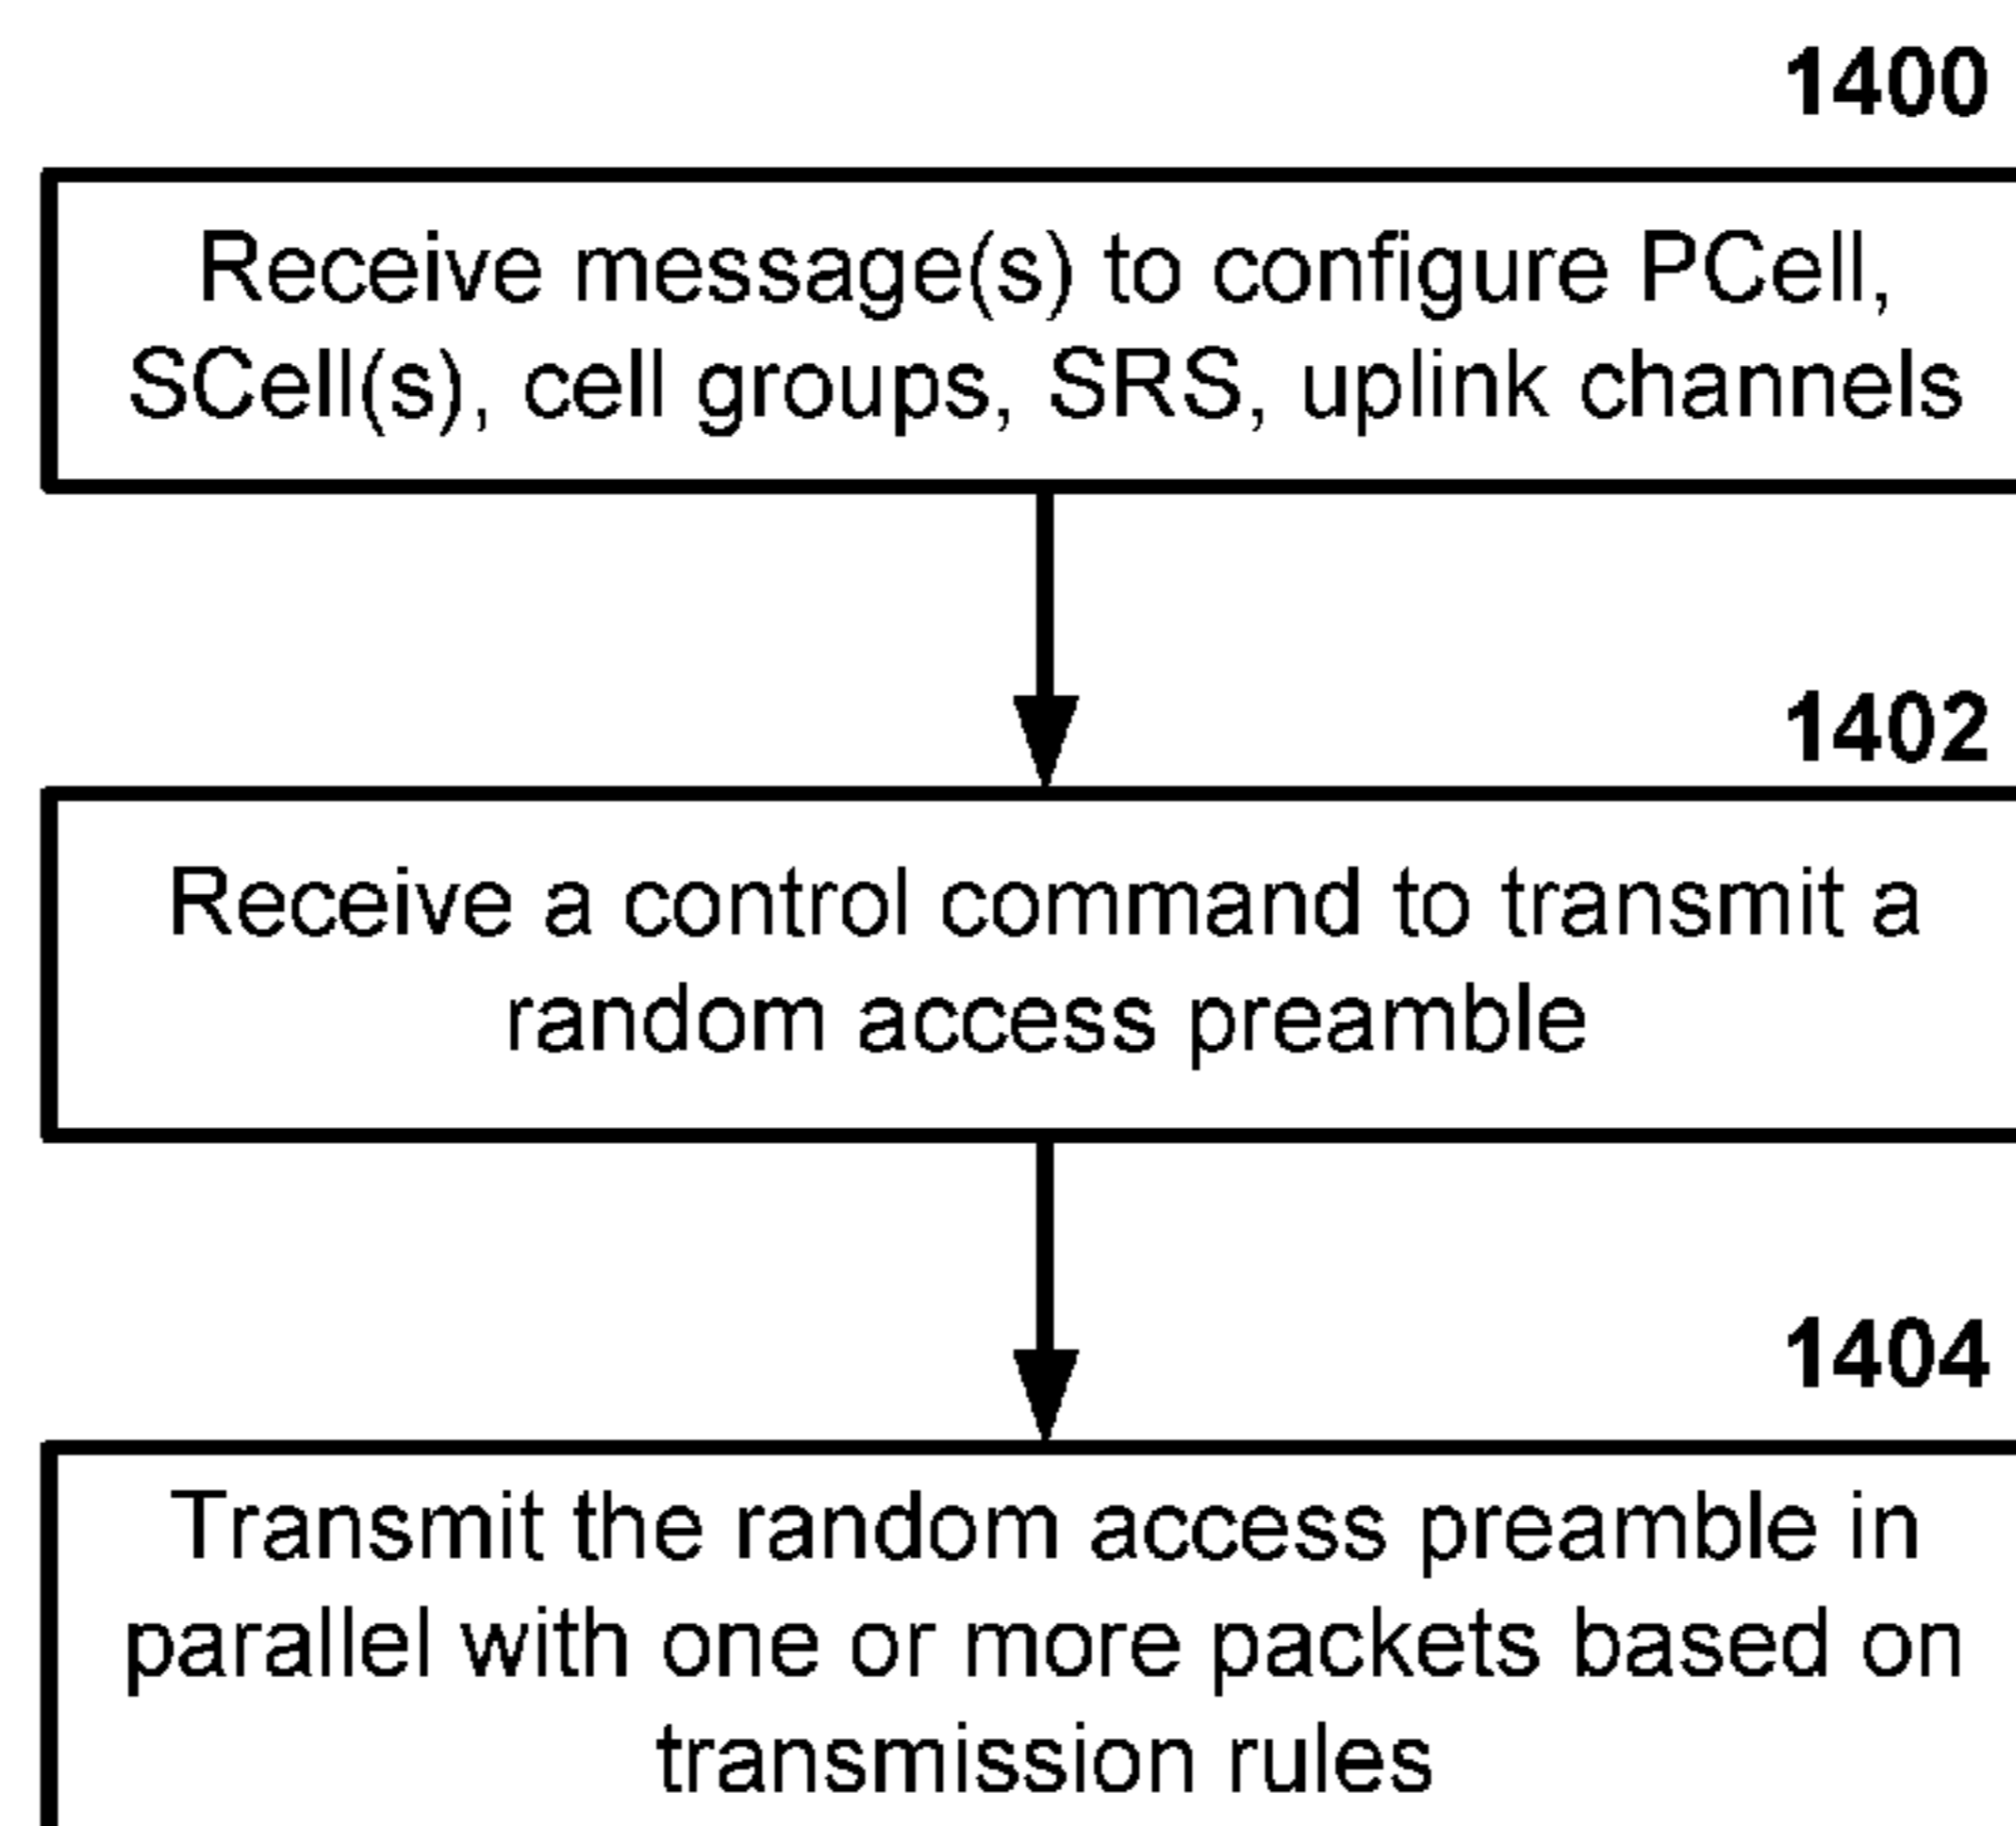 1400
Receive message(s) to configure PCell,
SCell(s), cell groups, SRS, uplink channels
1402
Receive a control command to transmit a
random access preamble
1404
Transmit the random access preamble in
parallel with one or more packets based on
transmission rules